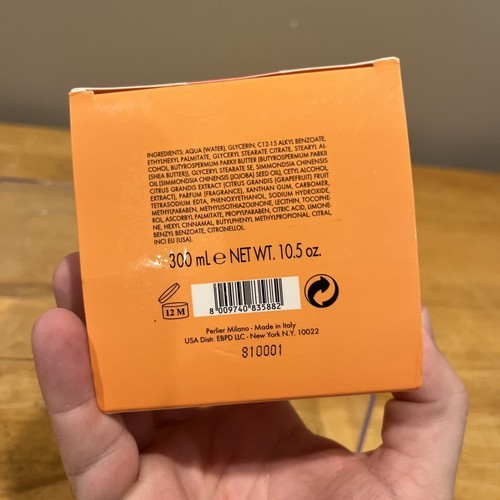 INGREDIENTS: AQUA (WATER), GLYCERIN, C12-15 ALKYL BENZOATE,
ETHYLHEXYL PALMITATE, GLYCERYL STEARATE CITRATE, STEARYL AL-
COHOL, BUTYROSPERMUM PARKII BUTTER (BUTYROSPERMUM PARKII
(SHEA BUTTER)), GLYCERYL STEARATE SE, SIMMONDSIA CHINENSIS
OIL (SIMMONDSIA CHINENSIS (JOJOBA) SEED OIL), CETYL ALCOHOL,
CITRUS GRANDIS EXTRACT (CITRUS GRANDIS (GRAPEFRUIT) FRUIT
EXTRACT), PARFUM (FRAGRANCE), XANTHAN GUM, CARBOMER,
TETRASODIUM EDTA, PHENOXYETHANOL, SODIUM HYDROXIDE,
METHYLPARABEN, METHYLISOTHIAZOLINONE, LECITHIN, TOCOPHE-
ROL, ASCORBYL PALMITATE, PROPYLPARABEN, CITRIC ACID, LIMONE-
NE, HEXYL CINNAMAL, BUTYLPHENYL METHYLPROPIONAL, CITRAL,
BENZYL BENZOATE, CITRONELLOL.
INCI EU (USA).
300 mL e NET WT. 10.5 oz.
12 M
8 009740 835882
Perlier Milano - Made in Italy
USA Distr. EBPD LLC - New York N.Y. 10022
810001